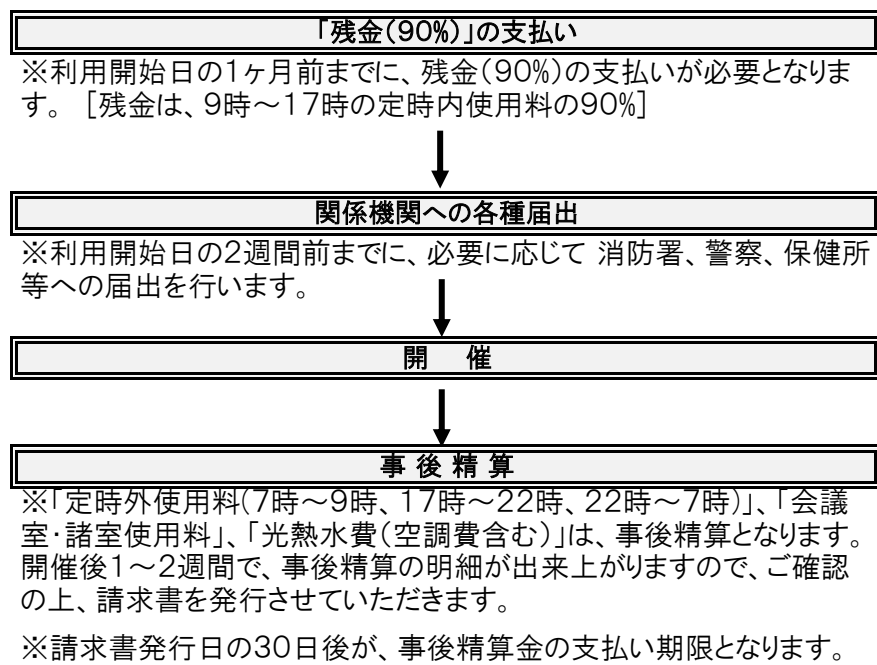 「残金(90%)」の支払い
※利用開始日の1ヶ月前までに、残金(90%)の支払いが必要となりま
す。 [残金は、9時～17時の定時内使用料の90%]
関係機関への各種届出
※利用開始日の2週間前までに、必要に応じて 消防署、警察、保健所
等への届出を行います。
開 催
事 後 精 算
※「定時外使用料(7時～9時、17時～22時、22時～7時)」、「会議
室・諸室使用料」、「光熱水費(空調費含む)」は、事後精算となります。
開催後1～2週間で、事後精算の明細が出来上がりますので、ご確認
の上、請求書を発行させていただきます。
※請求書発行日の30日後が、事後精算金の支払い期限となります。